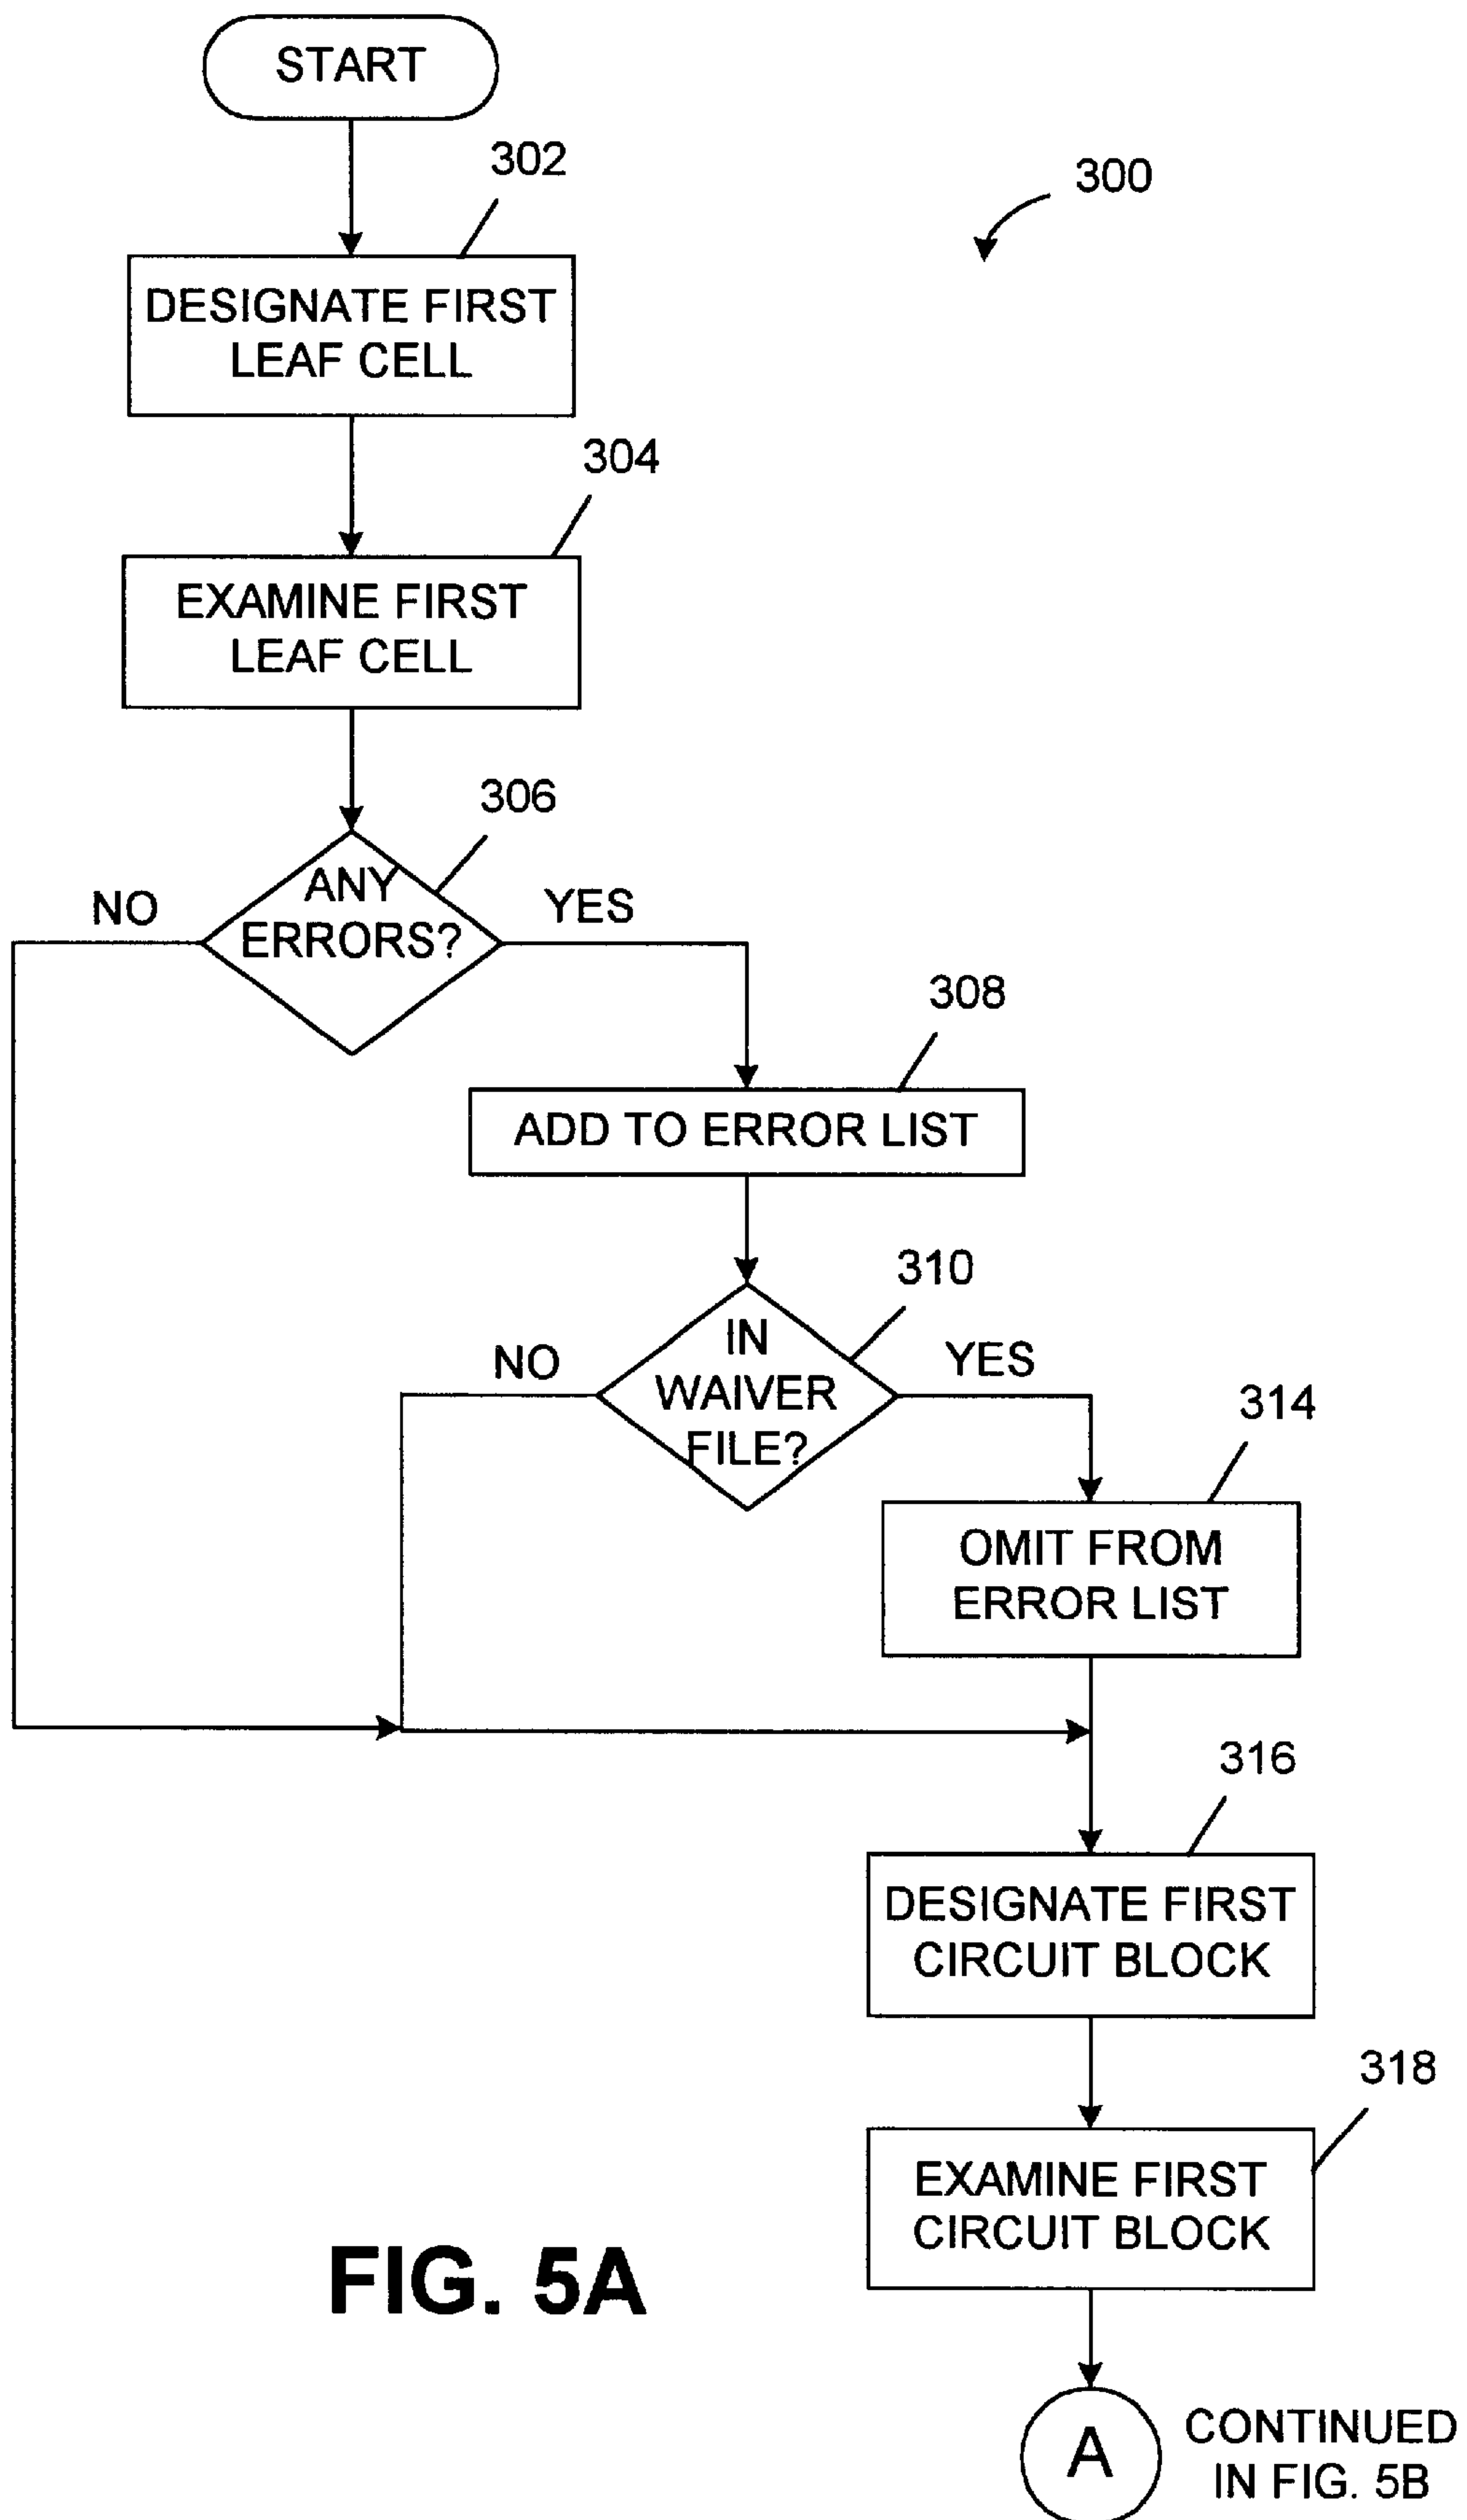 START
302
300
DESIGNATE FIRST
LEAF CELL
304
EXAMINE FIRST
LEAF CELL
306
ANY
ERRORS?
NO
YES
308
ADD TO ERROR LIST
310
IN
WAIVER
FILE?
NO
YES
314
OMIT FROM
ERROR LIST
316
DESIGNATE FIRST
CIRCUIT BLOCK
318
EXAMINE FIRST
CIRCUIT BLOCK
FIG. 5A
A
CONTINUED
IN FIG. 5B